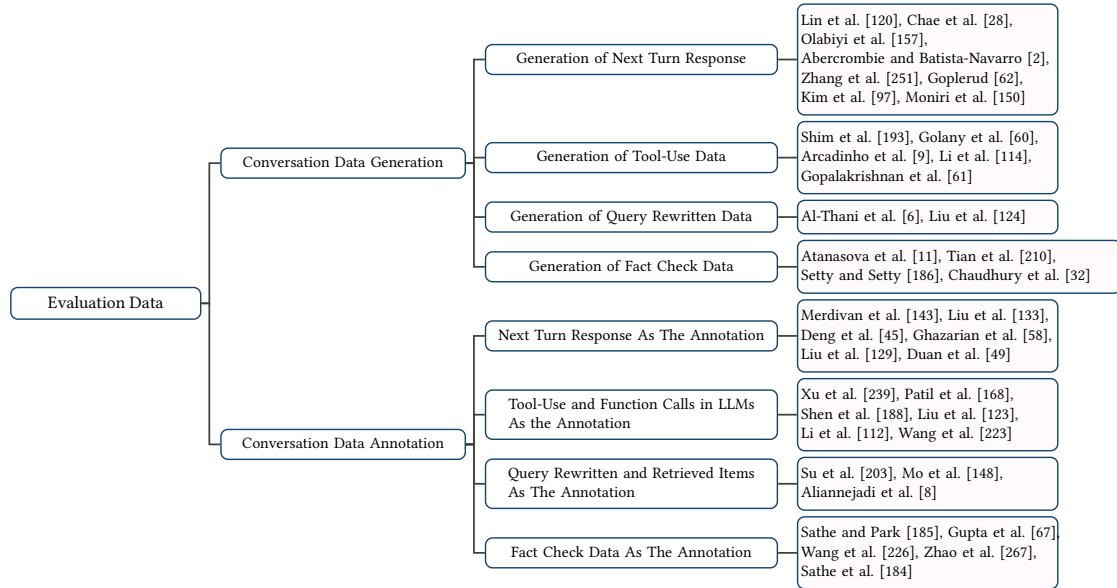 Evaluation Data
Conversation Data Generation
Generation of Next Turn Response
Lin et al. [120], Chae et al. [28],
Olabiyi et al. [157],
Abercrombie and Batista-Navarro [2],
Zhang et al. [251], Goplerud [62],
Kim et al. [97], Moniri et al. [150]
Generation of Tool-Use Data
Shim et al. [193], Golany et al. [60],
Arcadinho et al. [9], Li et al. [114],
Gopalakrishnan et al. [61]
Generation of Query Rewritten Data
Al-Thani et al. [6], Liu et al. [124]
Generation of Fact Check Data
Atanasova et al. [11], Tian et al. [210],
Setty and Setty [186], Chaudhury et al. [32]
Conversation Data Annotation
Next Turn Response As The Annotation
Merdivan et al. [143], Liu et al. [133],
Deng et al. [45], Ghazarian et al. [58],
Liu et al. [129], Duan et al. [49]
Tool-Use and Function Calls in LLMs
As the Annotation
Xu et al. [239], Patil et al. [168],
Shen et al. [188], Liu et al. [123],
Li et al. [112], Wang et al. [223]
Query Rewritten and Retrieved Items
As The Annotation
Su et al. [203], Mo et al. [148],
Aliannejadi et al. [8]
Fact Check Data As The Annotation
Sathe and Park [185], Gupta et al. [67],
Wang et al. [226], Zhao et al. [267],
Sathe et al. [184]